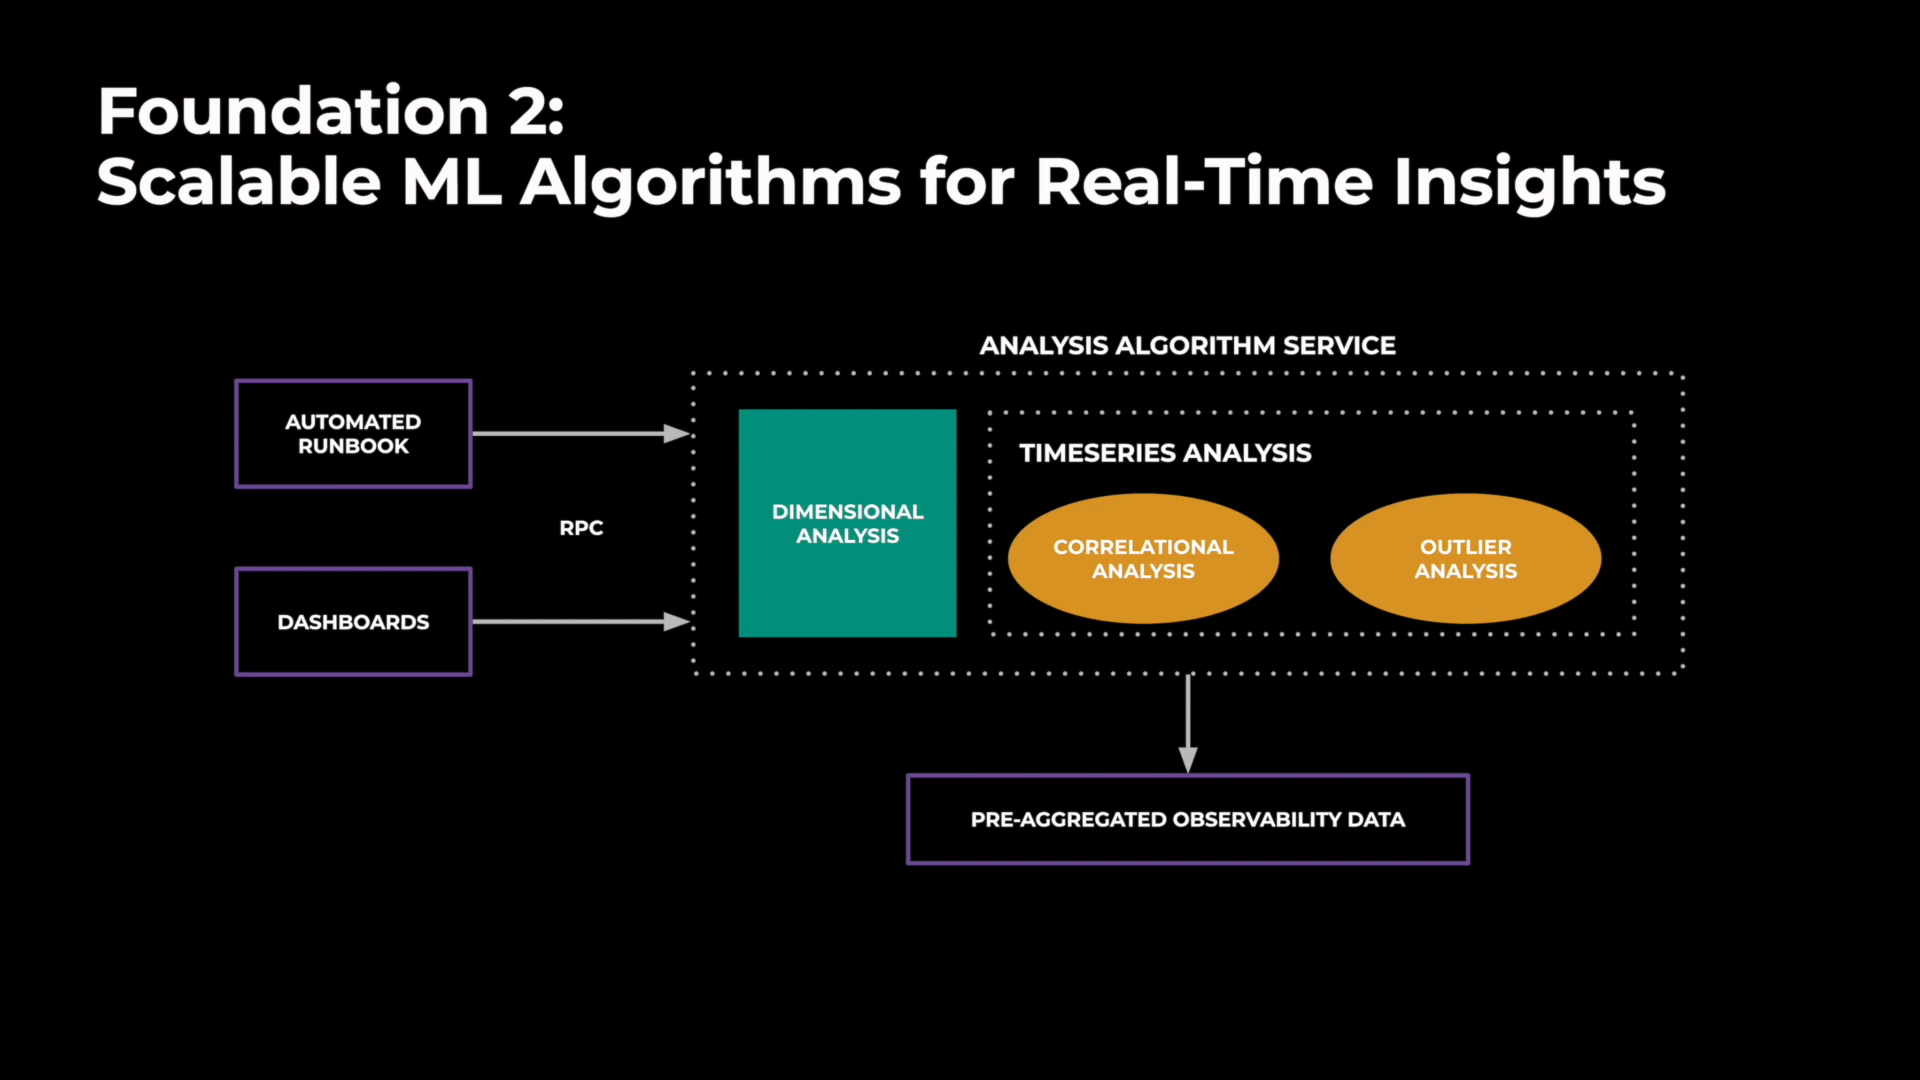 Foundation 2:
Scalable ML Algorithms for Real-Time Insights
ANALYSIS ALGORITHM SERVICE
AUTOMATED
RUNBOOK
RPC
DASHBOARDS
DIMENSIONAL
ANALYSIS
TIMESERIES ANALYSIS
CORRELATIONAL
ANALYSIS
OUTLIER
ANALYSIS
PRE-AGGREGATED OBSERVABILITY DATA